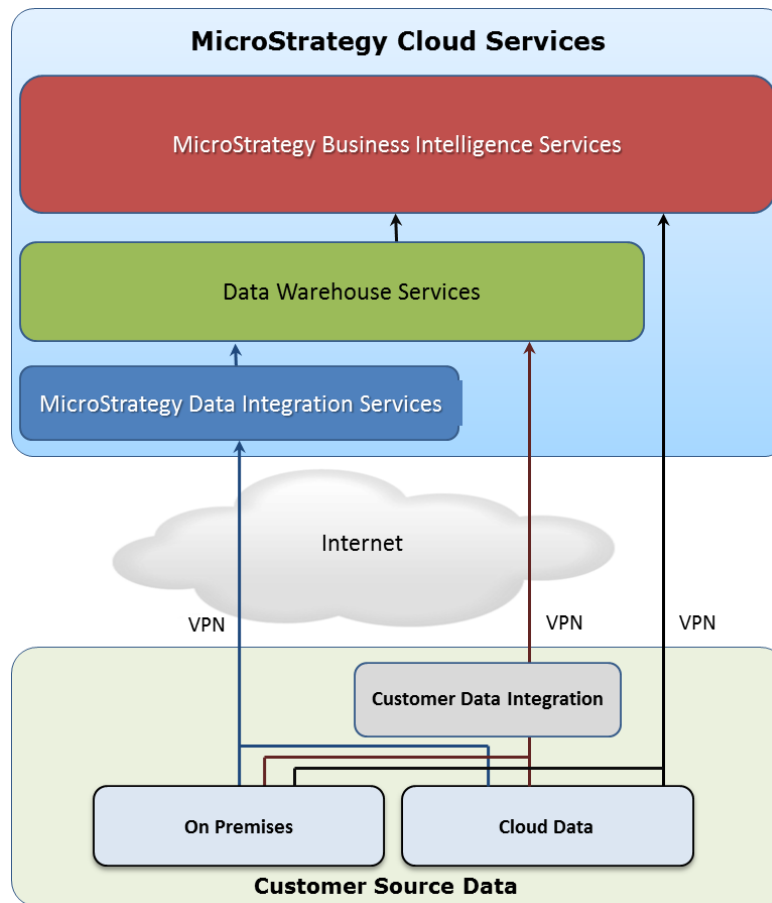 MicroStrategy Cloud Services
MicroStrategy Business Intelligence Services
Data Warehouse Services
MicroStrategy Data Integration Services
Internet
VPN
VPN
VPN
Customer Data Integration
On Premises
Cloud Data
Customer Source Data